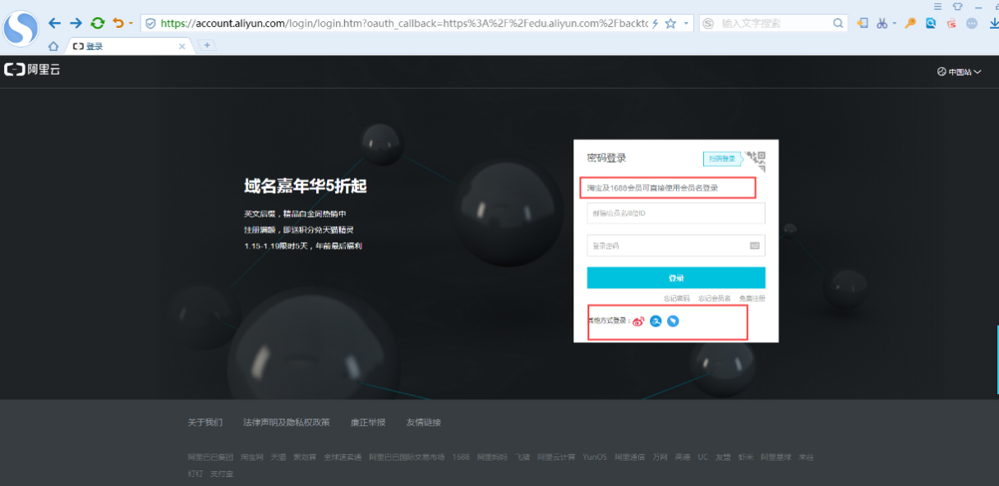 https://account.aliyun.com/login/login.htm?oauth_callback=https%3A%2F%2Fedu.aliyun.com%2Fbacktc
输入文字搜索
登录
阿里云
中国站
密码登录
扫码登录
淘宝及1688会员可直接使用会员名登录
域名嘉年华5折起
英文后缀，精品白金词热销中
注册满额，即送积分兑天猫精灵
1.15-1.19限时5天，年前最后福利
邮箱/会员名/8位ID
登录密码
登录
忘记密码 忘记会员名 免费注册
其他方式登录：
关于我们 法律声明及隐私权政策 廉正举报 友情链接
阿里巴巴集团 淘宝网 天猫 聚划算 全球速卖通 阿里巴巴国际交易市场 1688 阿里妈妈 飞猪 阿里云计算 YunOS 阿里通信 万网 高德 UC 友盟 虾米 阿里星球 来往
钉钉 支付宝